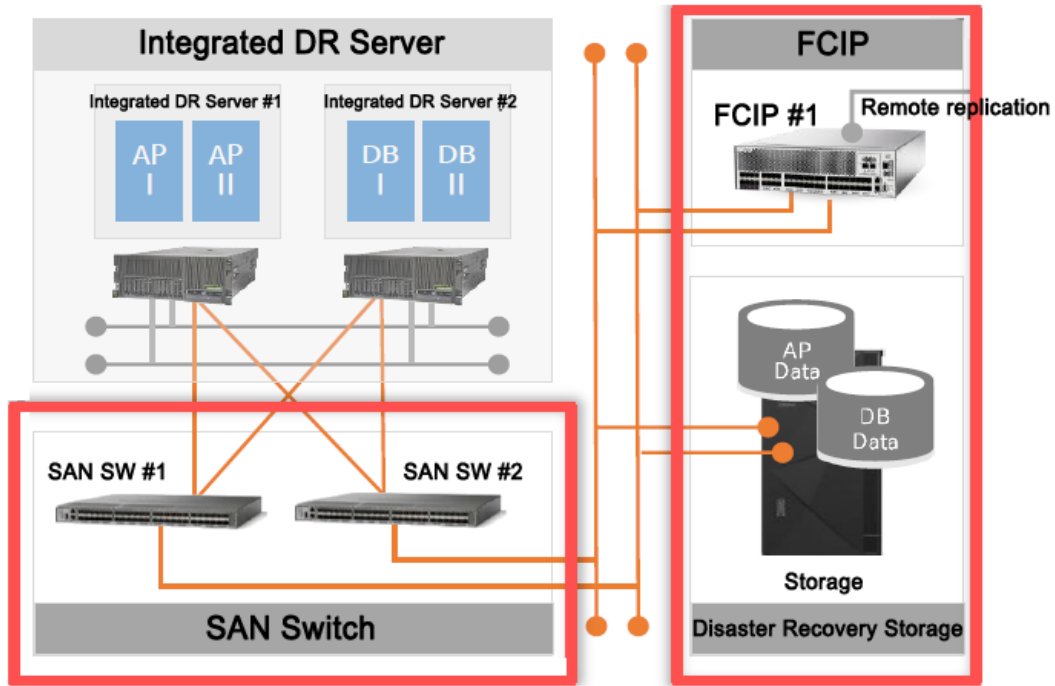 Integrated DR Server
Integrated DR Server #1
AP
I
AP
II
Integrated DR Server #2
DB
I
DB
II
SAN SW #1
SAN SW #2
SAN Switch
FCIP
FCIP #1
Remote replication
AP
Data
DB
Data
Storage
Disaster Recovery Storage